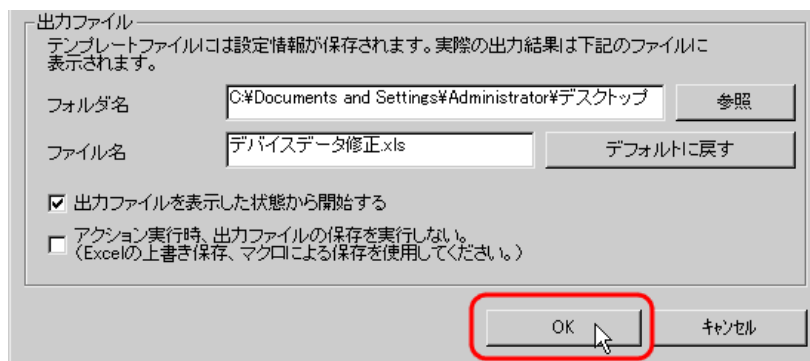 出力ファイル
テンプレートファイルには設定情報が保存されます。実際の出力結果は下記のファイルに
表示されます。
フォルダ名 C:¥Documents and Settings¥Administrator¥デスクトップ 参照
ファイル名 デバイスデータ修正.xls デフォルトに戻す
出力ファイルを表示した状態から開始する
アクション実行時、出力ファイルの保存を実行しない。
(Excelの上書き保存、マクロによる保存を使用してください。)
OK キャンセル